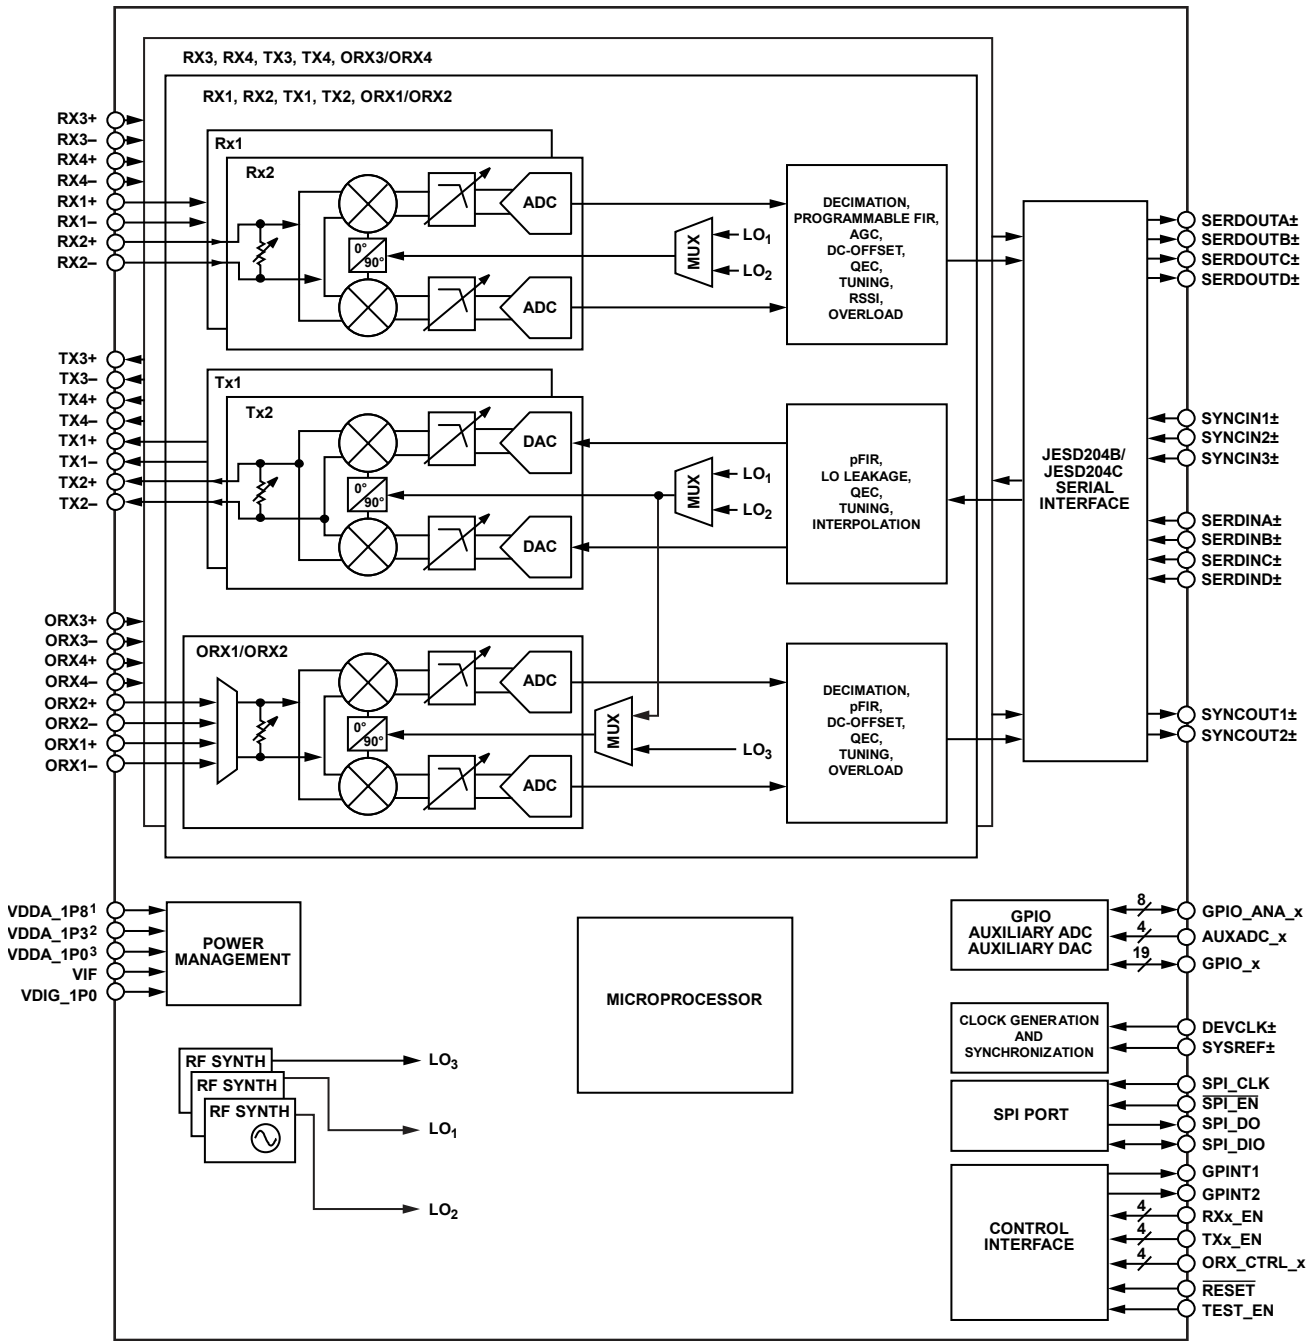 RX3, RX4, TX3, TX4, ORX3/ORX4
RX1, RX2, TX1, TX2, ORX1/ORX2
RX3+
RX3–
RX4+
RX4–
RX1+
RX1–
RX2+
RX2–
Rx1
Rx2
0°
90°
ADC
ADC
MUX
LO1
LO2
DECIMATION,
PROGRAMMABLE FIR,
AGC,
DC-OFFSET,
QEC,
TUNING,
RSSI,
OVERLOAD
TX3+
TX3–
TX4+
TX4–
TX1+
TX1–
TX2+
TX2–
Tx1
Tx2
0°
90°
DAC
DAC
MUX
LO1
LO2
pFIR,
LO LEAKAGE,
QEC,
TUNING,
INTERPOLATION
ORX3+
ORX3–
ORX4+
ORX4–
ORX2+
ORX2–
ORX1+
ORX1–
ORX1/ORX2
0°
90°
ADC
ADC
MUX
LO3
DECIMATION,
pFIR,
DC-OFFSET,
QEC,
TUNING,
OVERLOAD
JESD204B/
JESD204C
SERIAL
INTERFACE
SERDOUTA±
SERDOUTB±
SERDOUTC±
SERDOUTD±
SYNCIN1±
SYNCIN2±
SYNCIN3±
SERDINA±
SERDINB±
SERDINC±
SERDIND±
SYNCOUT1±
SYNCOUT2±
VDDA_1P8¹
VDDA_1P3²
VDDA_1P0³
VIF
VDIG_1P0
POWER
MANAGEMENT
RF SYNTH
RF SYNTH
RF SYNTH
LO3
LO1
LO2
MICROPROCESSOR
GPIO
AUXILIARY ADC
AUXILIARY DAC
8
4
19
GPIO_ANA_x
AUXADC_x
GPIO_x
CLOCK GENERATION
AND
SYNCHRONIZATION
DEVCLK±
SYSREF±
SPI PORT
SPI_CLK
SPI_EN
SPI_DO
SPI_DIO
CONTROL
INTERFACE
GPINT1
GPINT2
4
RXx_EN
4
TXx_EN
4
ORX_CTRL_x
RESET
TEST_EN